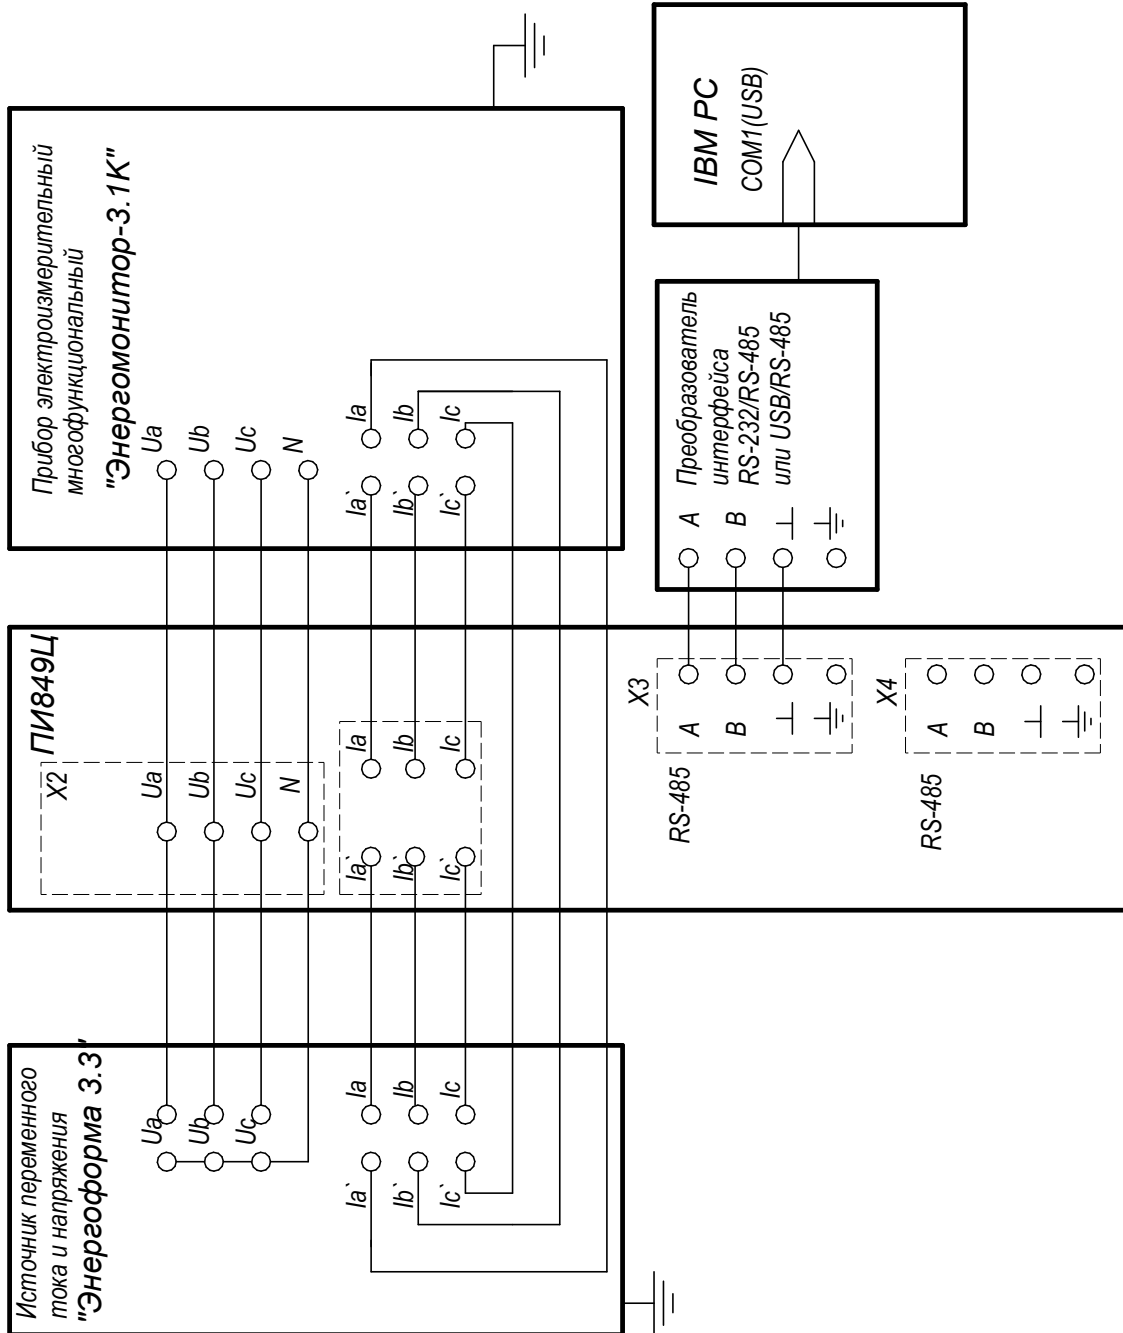 Источник переменного
тока и напряжения
"Энергоформа 3.3"
Ua
Ub
Uc
Ia
Ib
Ic
Ia`
Ib`
Ic`
ПИ849Ц
X2
Ua
Ub
Uc
N
Ia`
Ib`
Ic`
Ia
Ib
Ic
RS-485
X3
A
B
RS-485
X4
A
B
Прибор электроизмерительный
многофункциональный
"Энергомонитор-3.1К"
Ua
Ub
Uc
N
Ia`
Ib`
Ic`
Ia
Ib
Ic
A
B
Преобразователь
интерфейса
RS-232/RS-485
или USB/RS-485
IBM PC
COM1(USB)